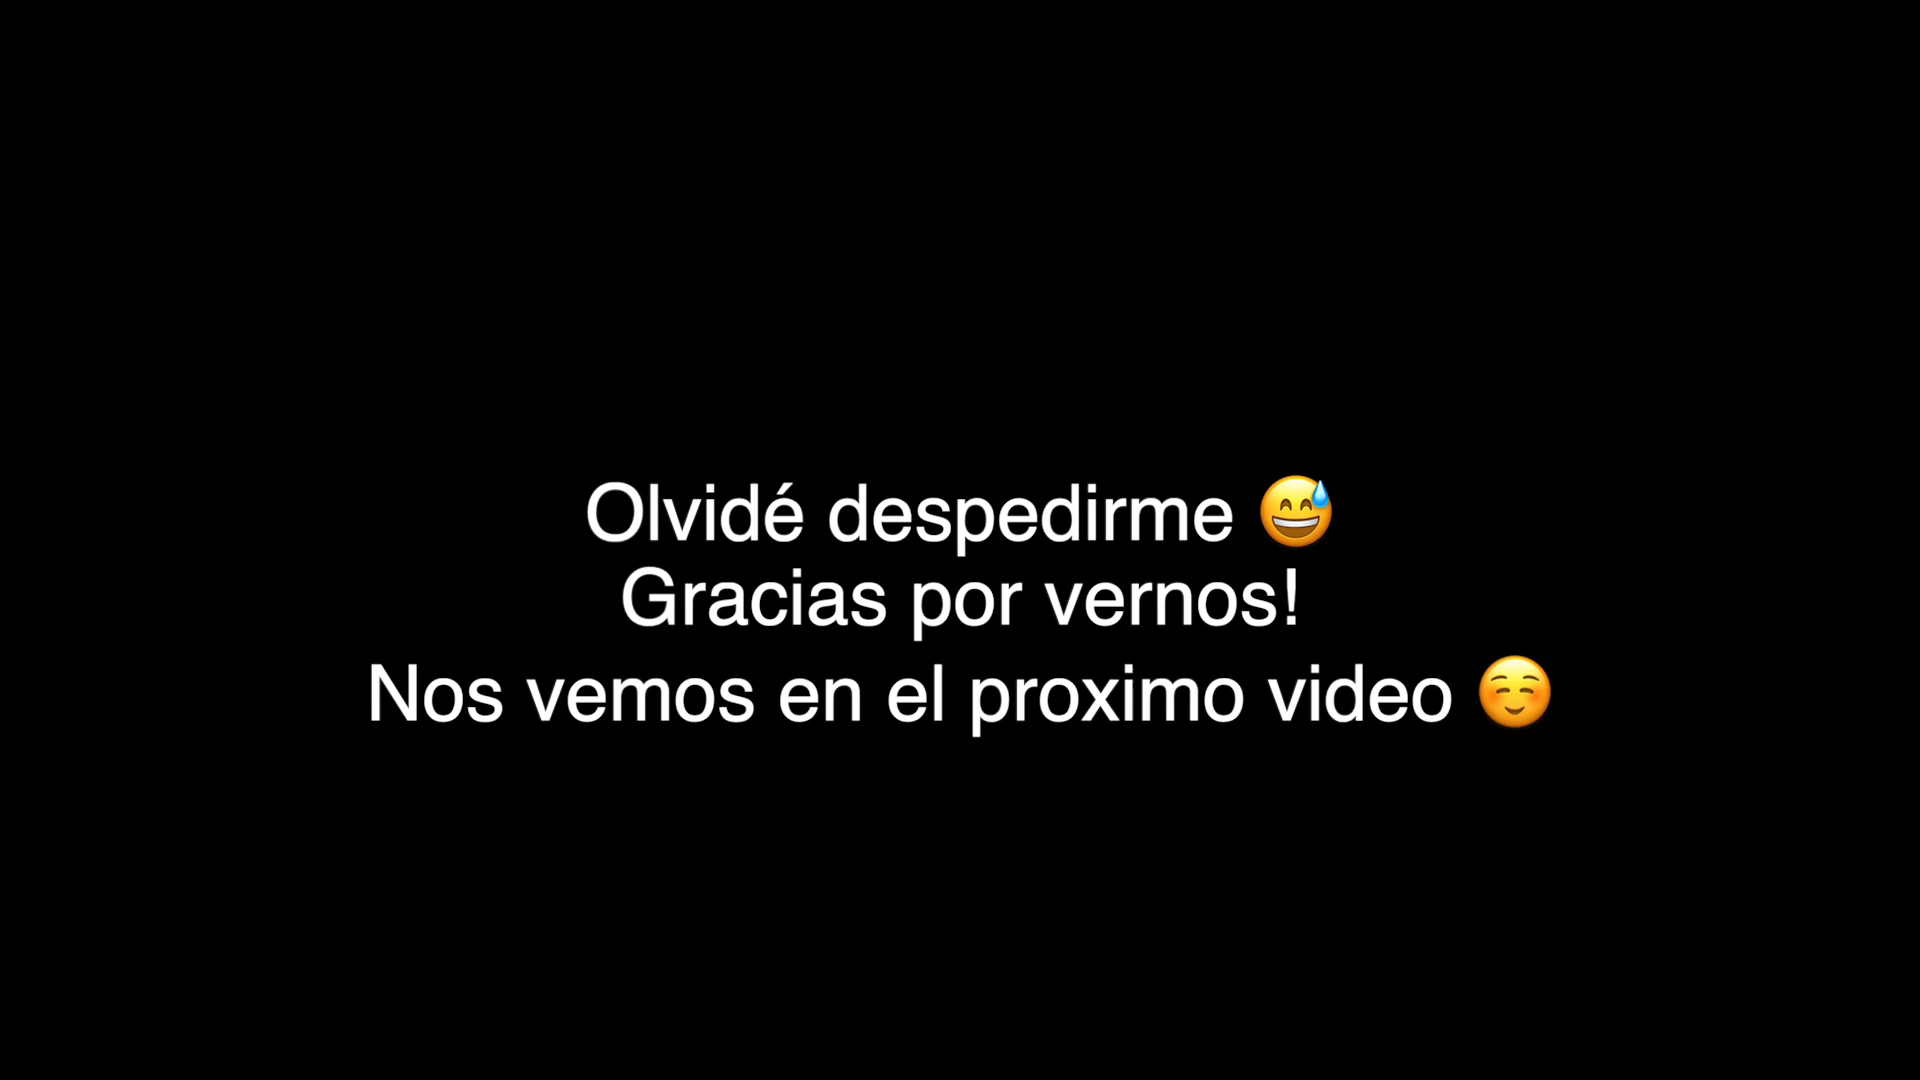 Olvidé despedirme 😅
Gracias por vernos!
Nos vemos en el proximo video ☺️